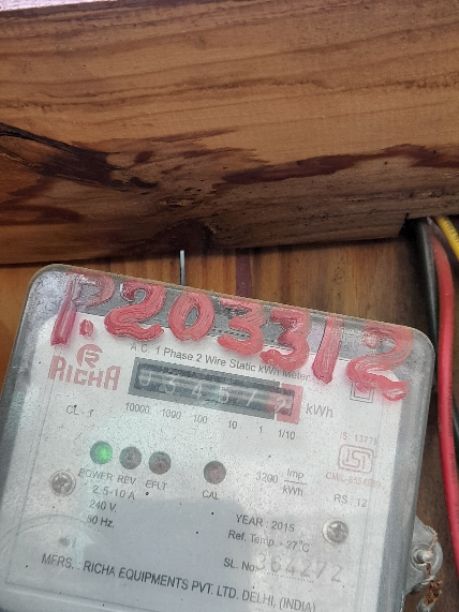 P.203312
A.C. 1 Phase 2 Wire Static kWh Meter
RICHA
kWh
CL. 1
10000 1000 100 10 1 1/10
IS 13779
POWER REV EFLT
CAL
3200 imp/kWh
2.5-10 A
RS : 12
240 V.
50 Hz.
YEAR : 2015
Ref. Temp. : 27°C
SL. No. 364272
MFRS. : RICHA EQUIPMENTS PVT. LTD. DELHI, (INDIA)